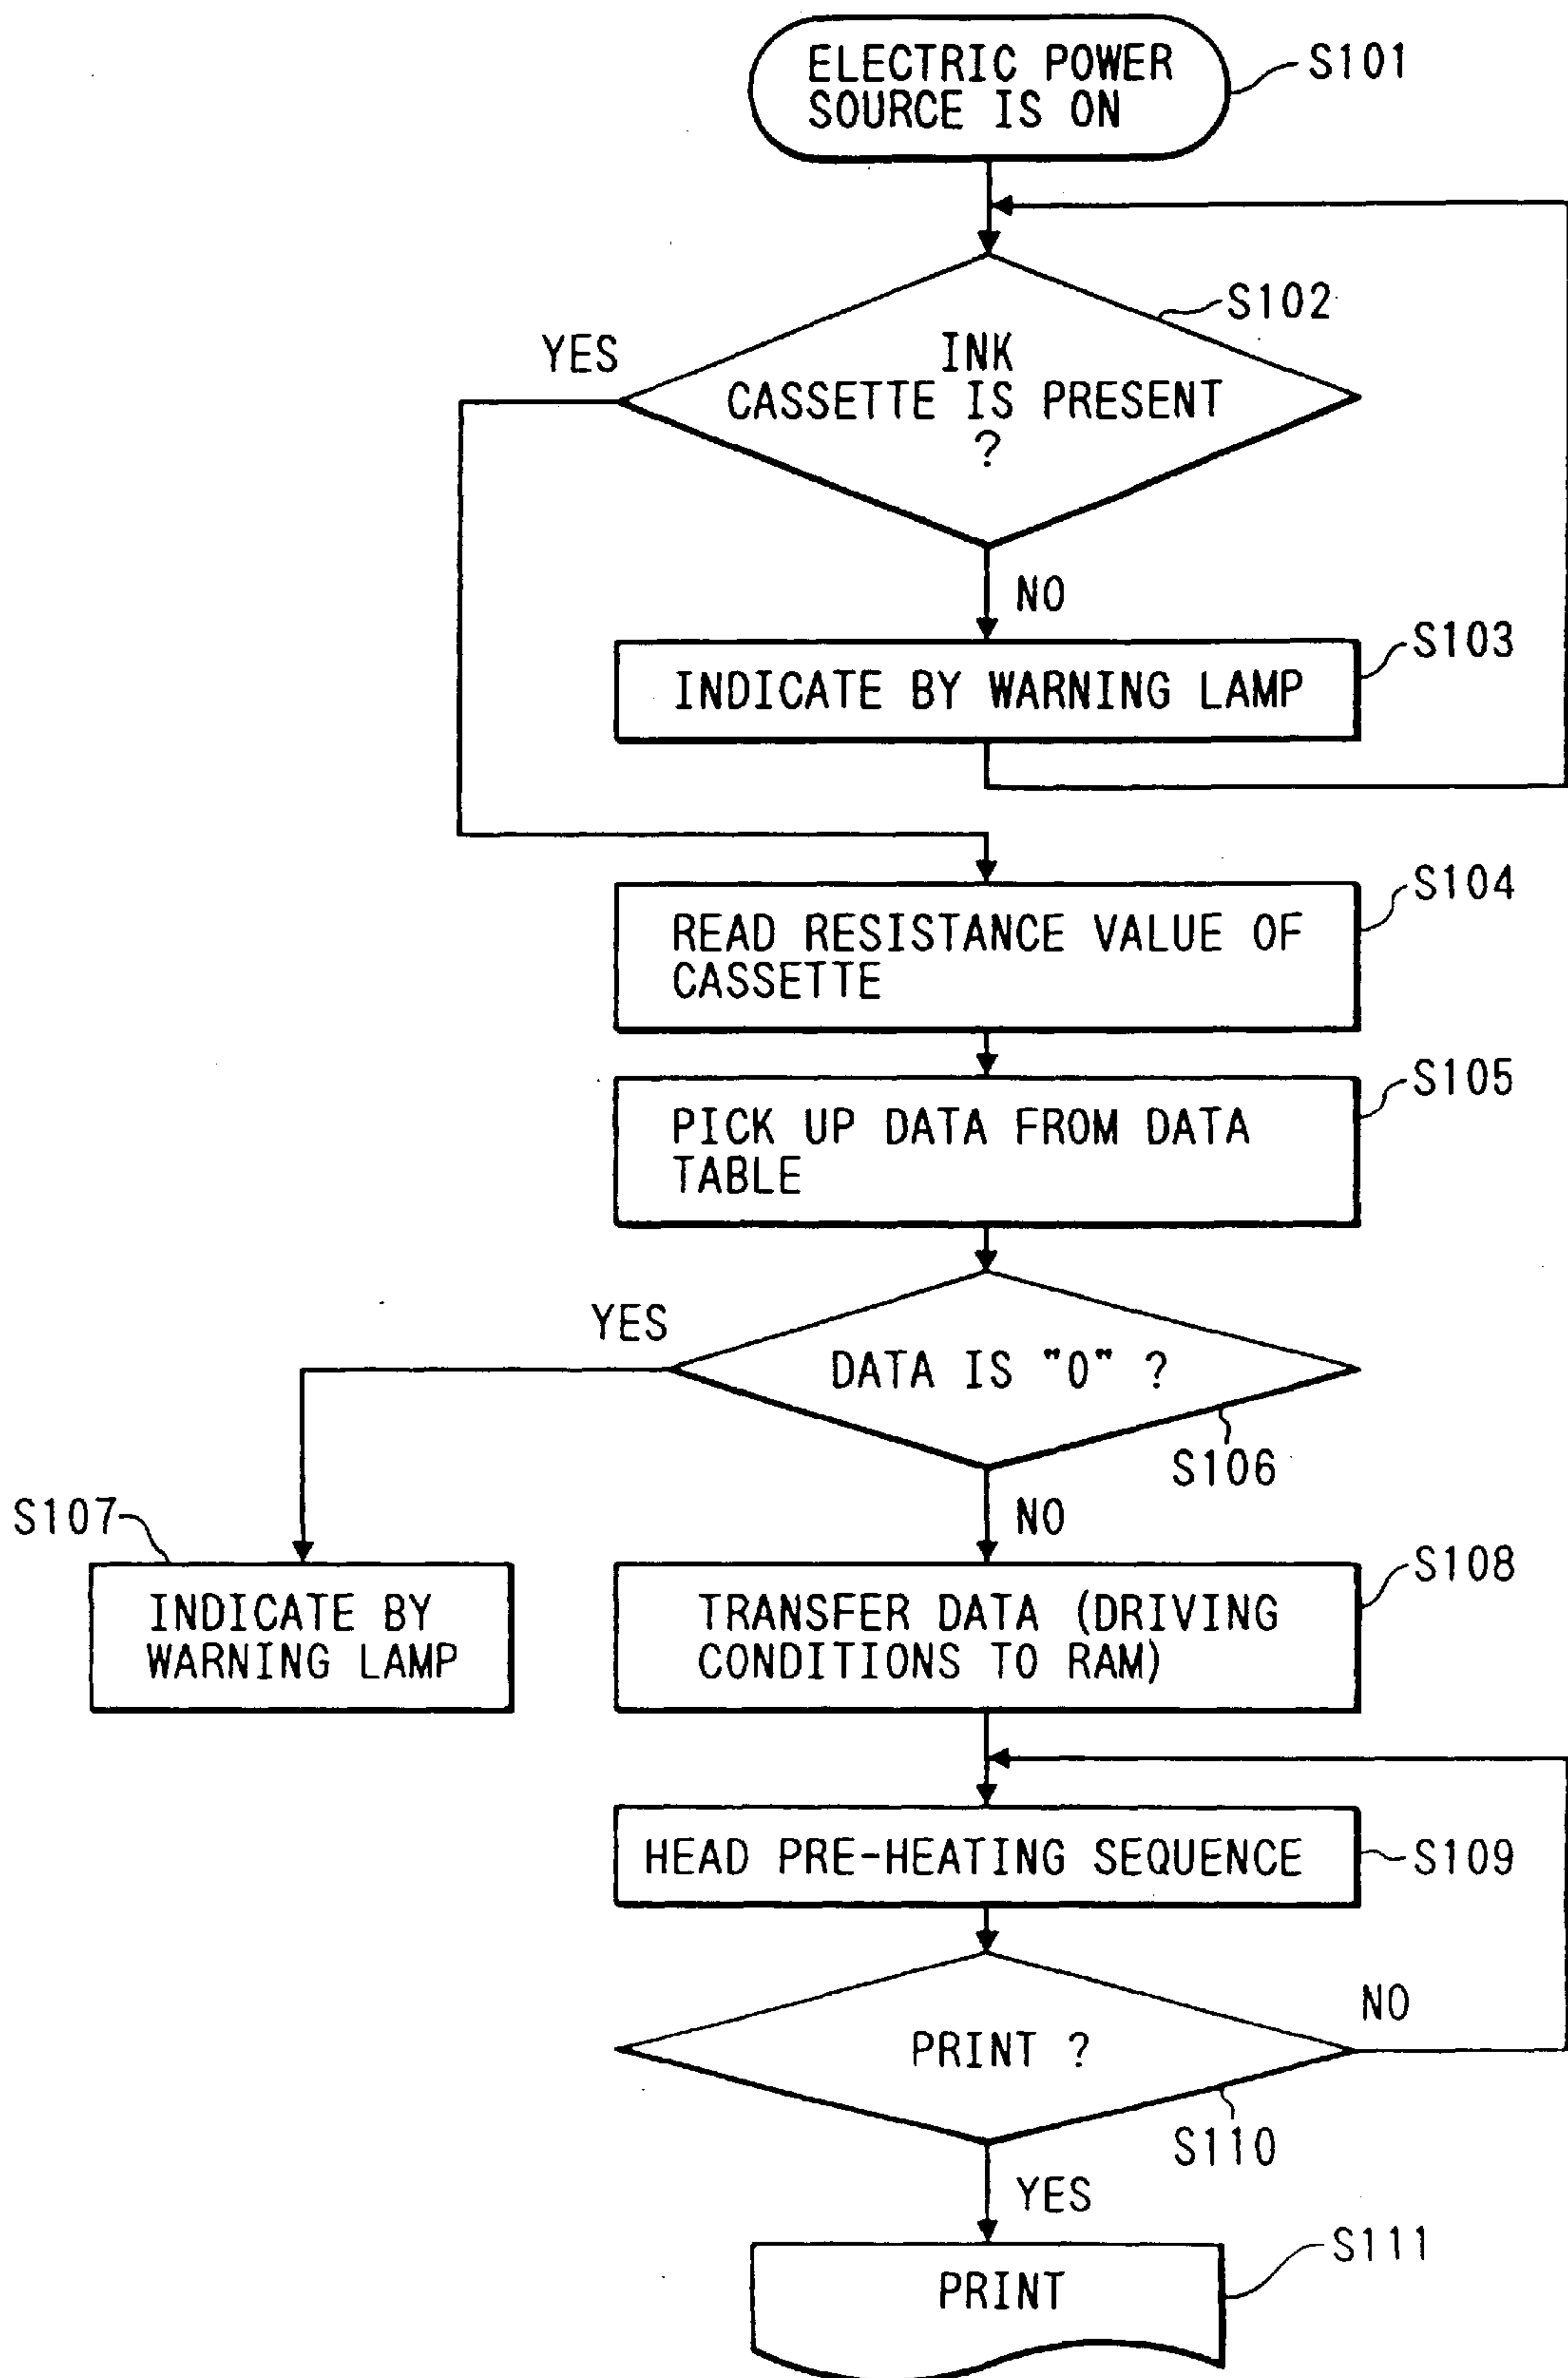 ELECTRIC POWER
SOURCE IS ON
S101
S102
YES
INK
CASSETTE IS PRESENT
?
NO
S103
INDICATE BY WARNING LAMP
S104
READ RESISTANCE VALUE OF
CASSETTE
S105
PICK UP DATA FROM DATA
TABLE
YES
DATA IS "0" ?
S106
NO
S107
INDICATE BY
WARNING LAMP
S108
TRANSFER DATA (DRIVING
CONDITIONS TO RAM)
HEAD PRE-HEATING SEQUENCE
S109
NO
PRINT ?
S110
YES
S111
PRINT